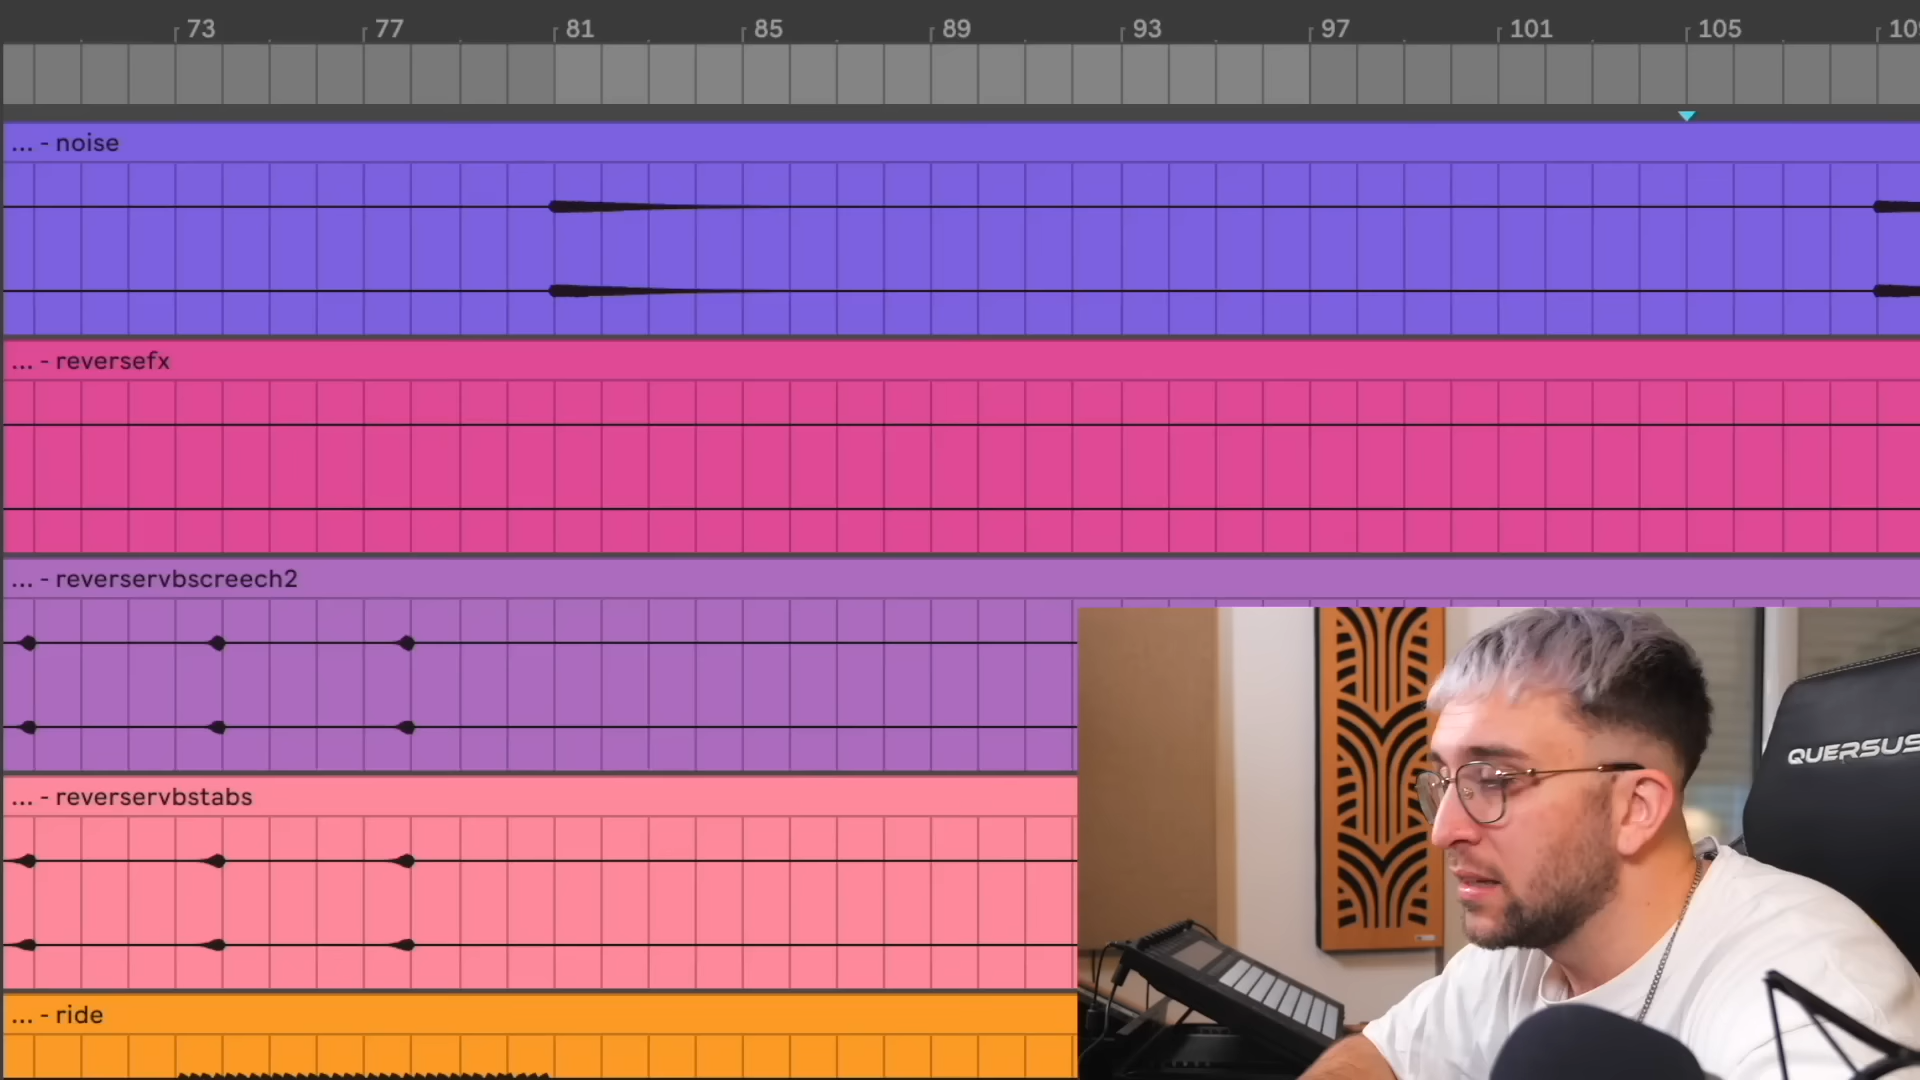 73 77 81 85 89 93 97 101 105
... - noise
... - reversefx
... - reverservbscreech2
... - reverservbstabs
... - ride
QUERSUS